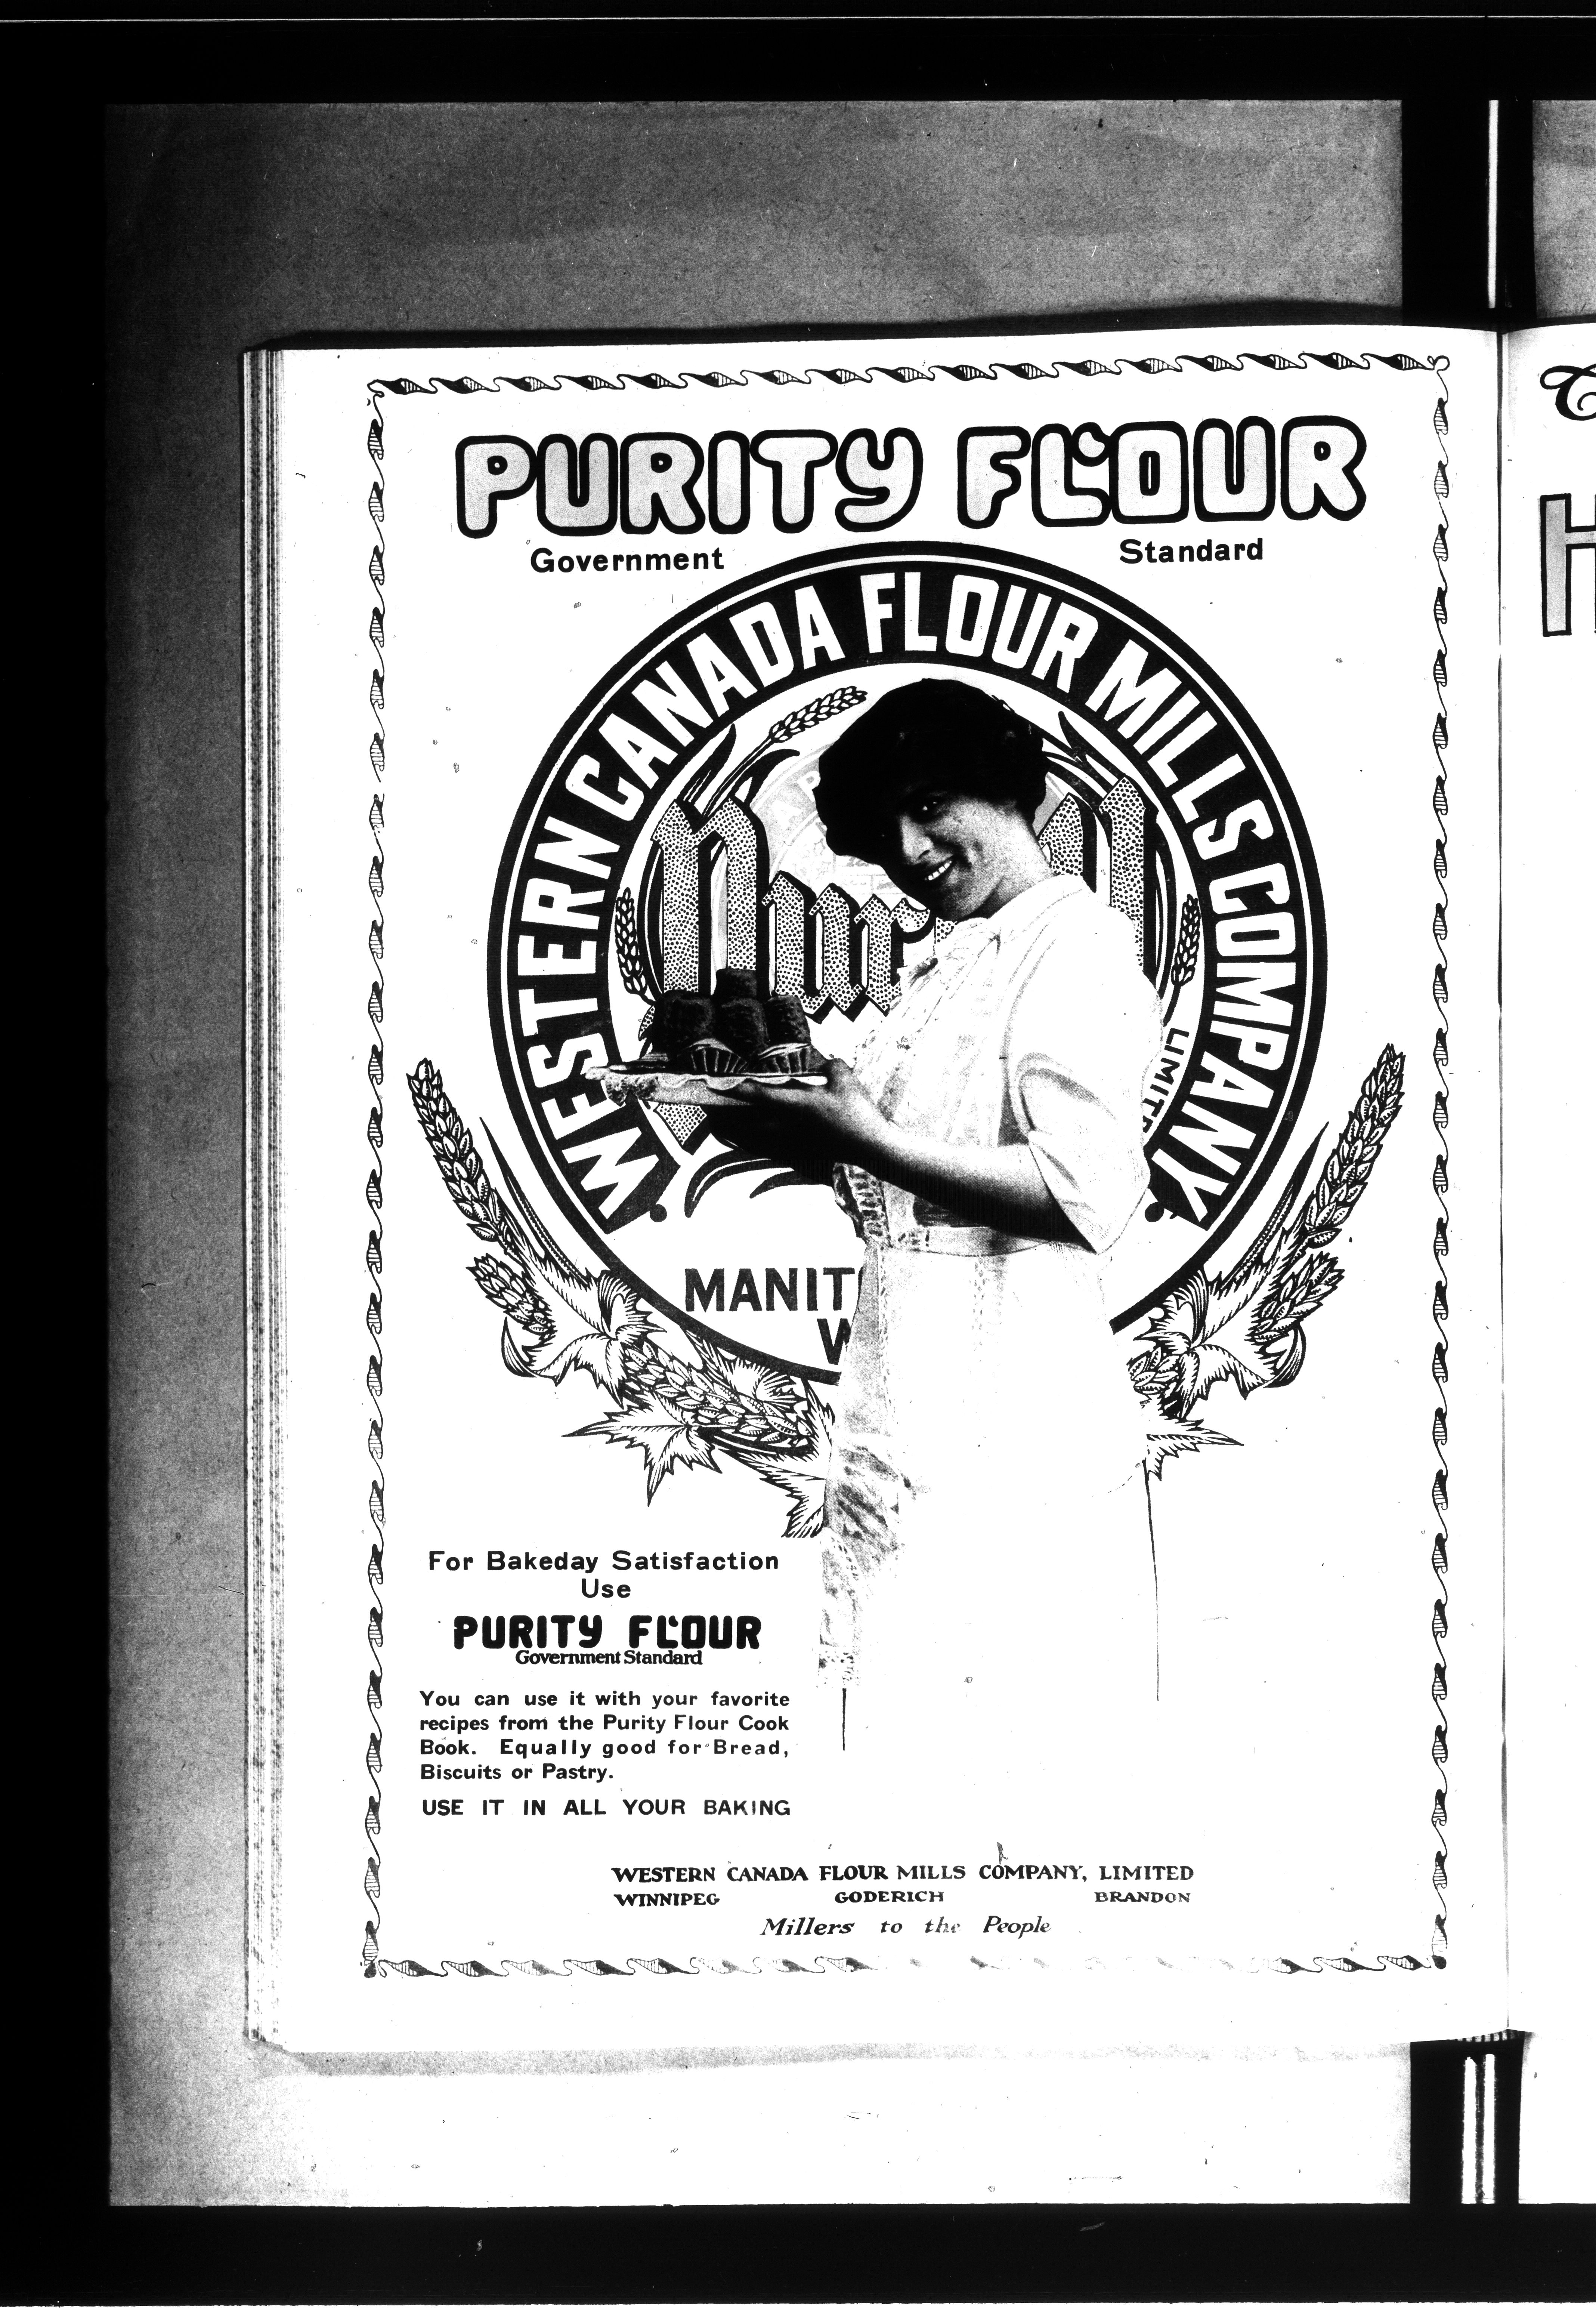 PURITY FLOUR
Government Standard
WESTERN CANADA FLOUR MILLS COMPANY.
LIMITE
Pur
MANIT
W
For Bakeday Satisfaction
Use
PURITY FLOUR
Government Standard
You can use it with your favorite
recipes from the Purity Flour Cook
Book. Equally good for Bread,
Biscuits or Pastry.
USE IT IN ALL YOUR BAKING
WESTERN CANADA FLOUR MILLS COMPANY, LIMITED
WINNIPEG GODERICH BRANDON
Millers to the People
H